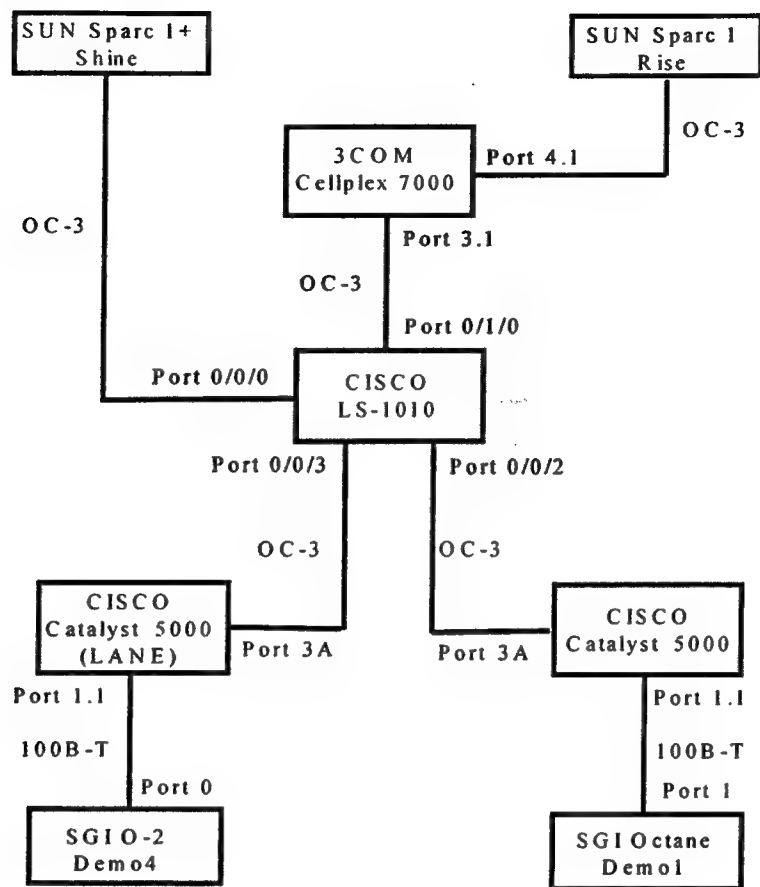 SUN Sparc 1+
Shine
SUN Sparc 1
Rise
OC-3
3COM
Cellplex 7000
Port 4.1
OC-3
Port 3.1
OC-3
Port 0/1/0
Port 0/0/0
CISCO
LS-1010
Port 0/0/3
Port 0/0/2
OC-3
OC-3
CISCO
Catalyst 5000
(LANE)
Port 3A
Port 3A
CISCO
Catalyst 5000
Port 1.1
Port 1.1
100B-T
100B-T
Port 0
Port 1
SGI O-2
Demo4
SGI Octane
Demo1